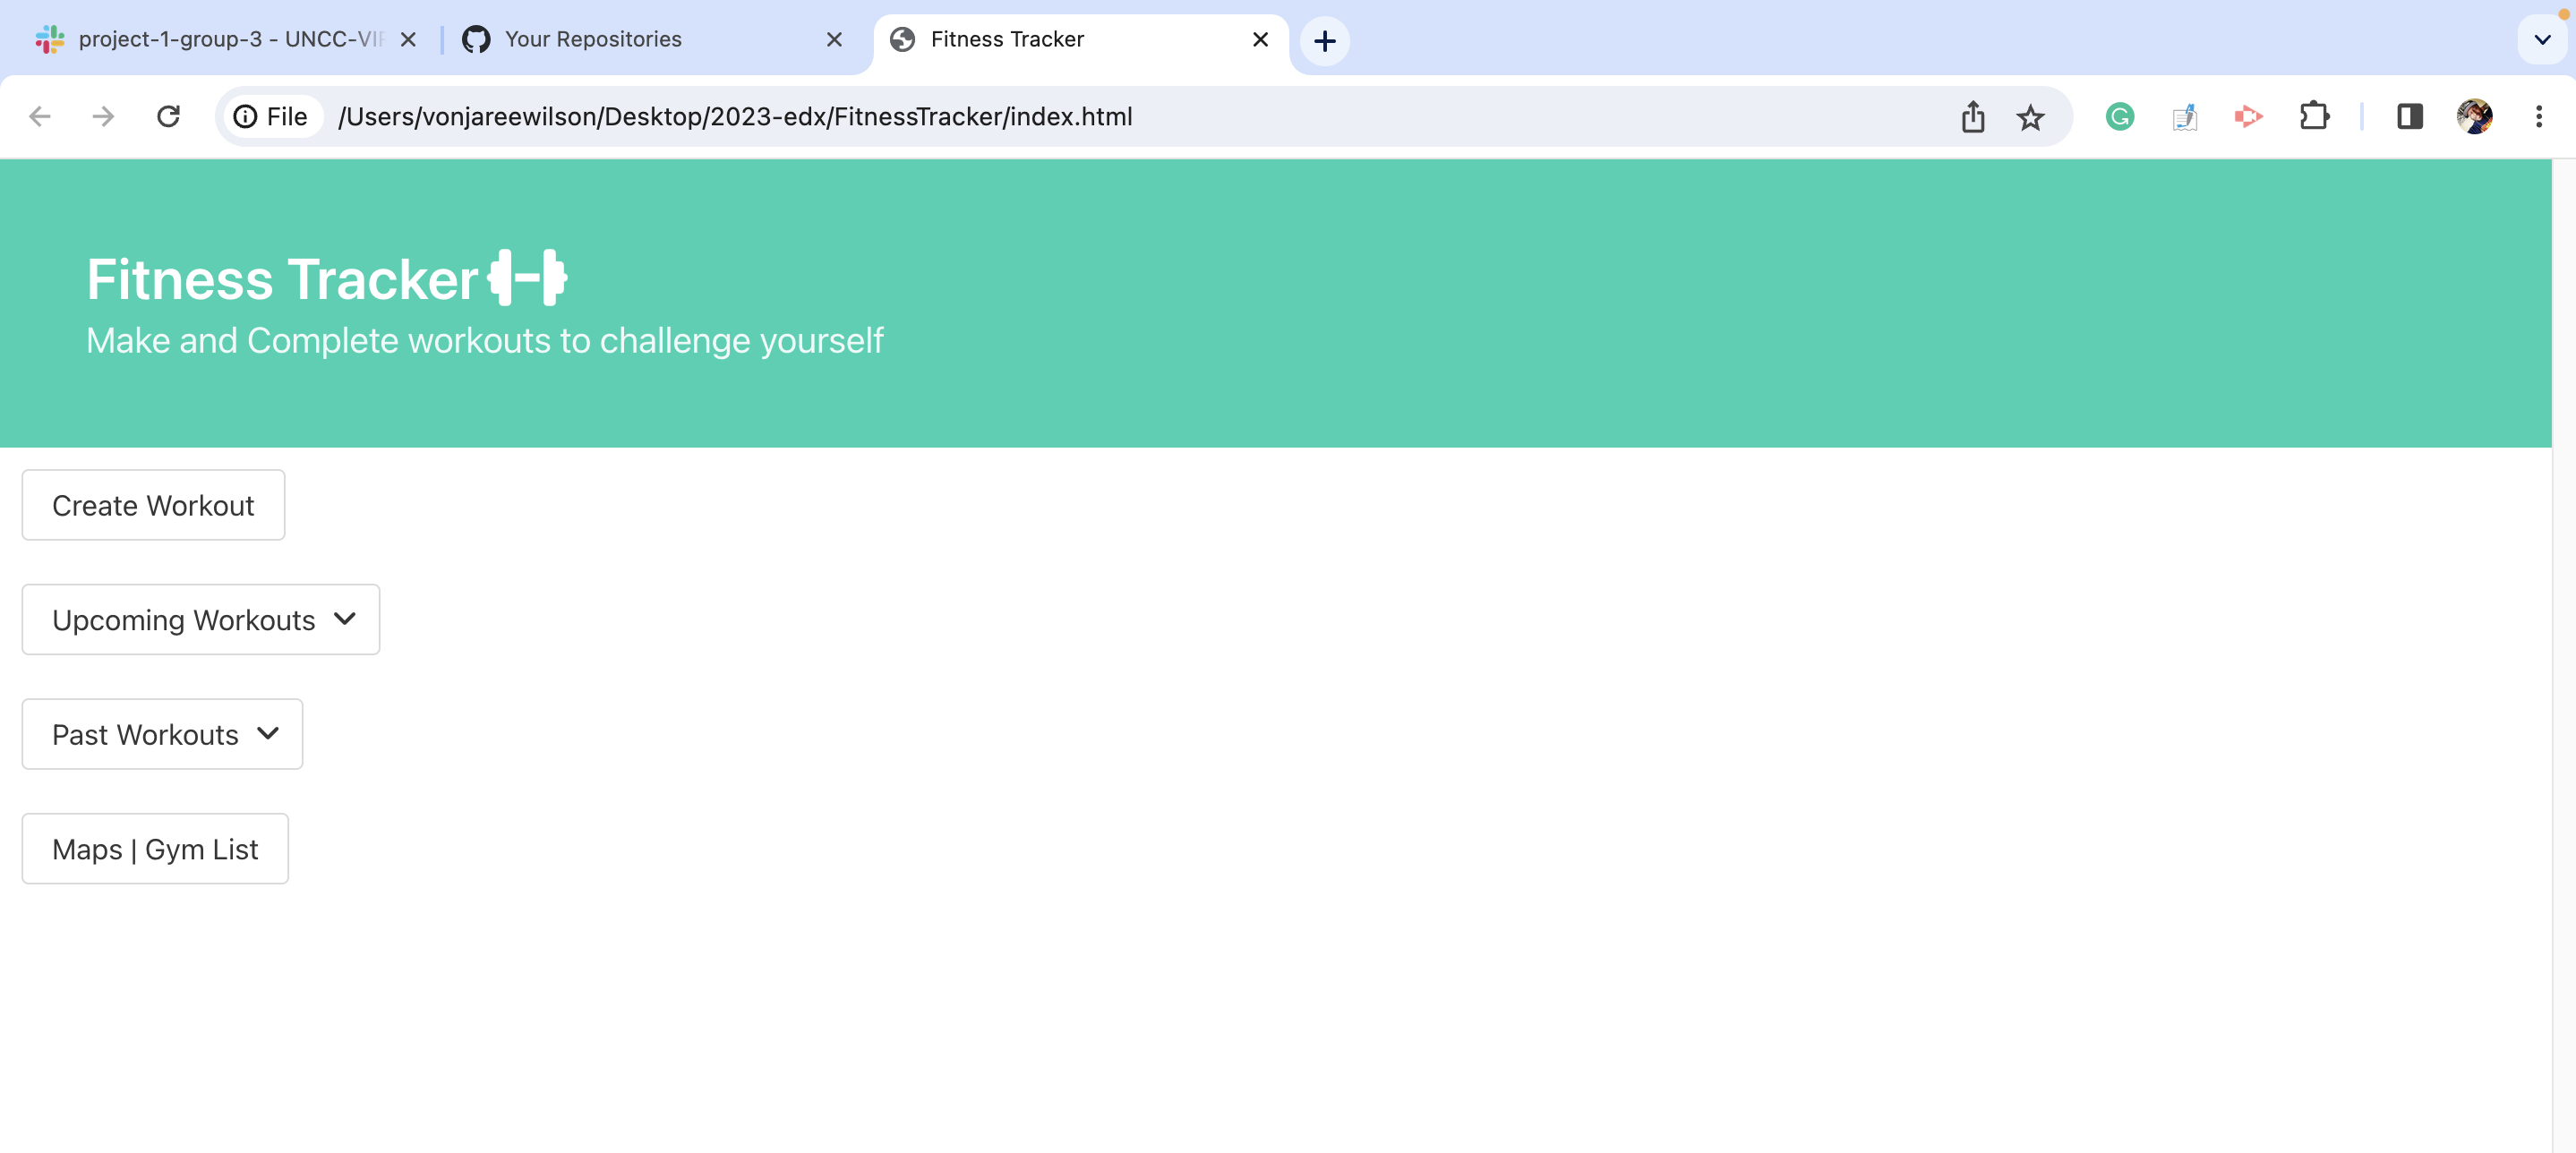 project-1-group-3 - UNCC-VI
Your Repositories
Fitness Tracker
File
/Users/vonjareewilson/Desktop/2023-edx/FitnessTracker/index.html
Fitness Tracker
Make and Complete workouts to challenge yourself
Create Workout
Upcoming Workouts
Past Workouts
Maps | Gym List